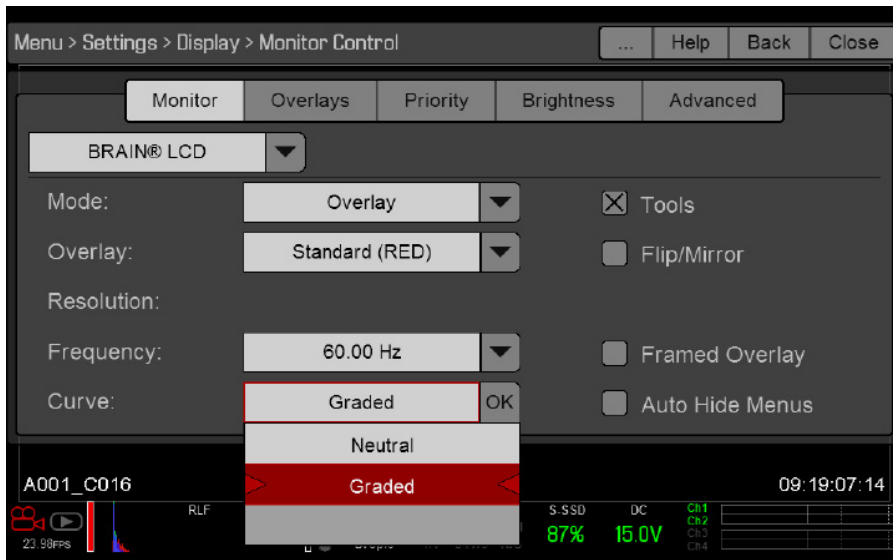 Menu > Settings > Display > Monitor Control ... Help Back Close
Monitor Overlays Priority Brightness Advanced
BRAIN® LCD
Mode: Overlay Tools
Overlay: Standard (RED) Flip/Mirror
Resolution:
Frequency: 60.00 Hz Framed Overlay
Curve: Graded OK Auto Hide Menus
Neutral
Graded
A001_C016 09:19:07:14
RLF S-SSD DC Ch1
Ch2
23.98FPS 87% 15.0V Ch3
Ch4